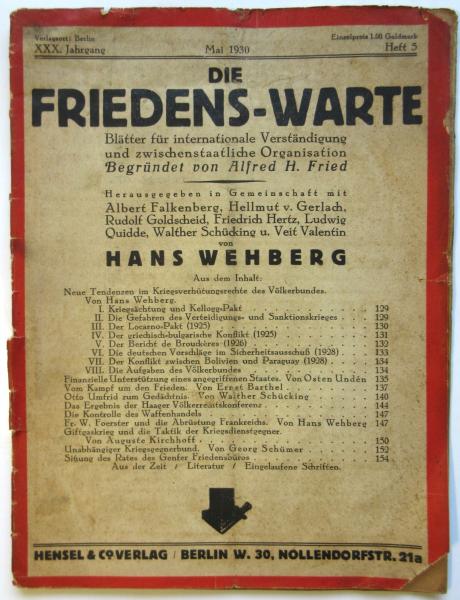 Verlagsort: Berlin
Einzelpreis 1.00 Goldmark
XXX. Jahrgang
Mai 1930
Heft 5
DIE
FRIEDENS-WARTE
Blätter für internationale Verständigung
und zwischenstaatliche Organisation
Begründet von Alfred H. Fried
Herausgegeben in Gemeinschaft mit
Albert Falkenberg, Hellmut v. Gerlach,
Rudolf Goldscheid, Friedrich Hertz, Ludwig
Quidde, Walther Schücking u. Veit Valentin
von
HANS WEHBERG
Aus dem Inhalt:
Neue Tendenzen im Kriegsverhütungsrechte des Völkerbundes.
Von Hans Wehberg.
I. Kriegsächtung und Kellogg-Pakt . . . 129
II. Die Gefahren des Verteidigungs- und Sanktionskrieges . . 129
III. Der Locarno-Pakt (1925) . . . 130
IV. Der griechisch-bulgarische Konflikt (1925) . . . 131
V. Der Bericht de Brouckères (1926) . . . 132
VI. Die deutschen Vorschläge im Sicherheitsausschuß (1928) . . 133
VII. Der Konflikt zwischen Bolivien und Paraguay (1928) . . . 134
VIII. Die Aufgaben des Völkerbundes . . . 134
Finanzielle Unterstützung eines angegriffenen Staates. Von Osten Undén 135
Vom Kampf um den Frieden. Von Ernst Barthel . . . 137
Otto Umfrid zum Gedächtnis. Von Walther Schücking . . . 140
Das Ergebnis der Haager Völkerrechtskonferenz . . . 144
Die Kontrolle des Waffenhandels . . . 147
Fr. W. Foerster und die Abrüstung Frankreichs. Von Hans Wehberg 147
Giftgaskrieg und die Taktik der Kriegsdienstgegner.
Von Auguste Kirchhoff . . . 150
Unabhängiger Kriegsgegnerbund. Von Georg Schümer . . . 152
Sitzung des Rates des Genfer Friedensbüros . . . 154
Aus der Zeit / Literatur / Eingelaufene Schriften.
HENSEL & CO VERLAG / BERLIN W. 30, NOLLENDORFSTR. 21a